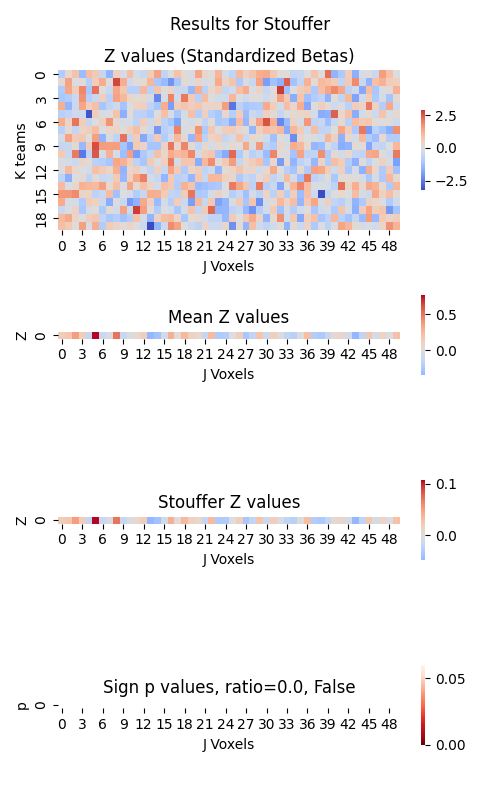 Results for Stouffer
Z values (Standardized Betas)
K teams
0
3
6
9
12
15
18
0 3 6 9 12 15 18 21 24 27 30 33 36 39 42 45 48
J Voxels
2.5
0.0
−2.5
Mean Z values
Z
0
0 3 6 9 12 15 18 21 24 26 30 33 36 39 42 45 48
J Voxels
0.5
0.0
Stouffer Z values
Z
0
0 3 6 9 12 15 18 21 24 27 30 33 36 39 42 45 48
J Voxels
0.1
0.0
Sign p values, ratio=0.0, False
p
0
0 3 6 9 12 15 18 21 24 27 30 33 36 39 42 45 48
J Voxels
0.05
0.00